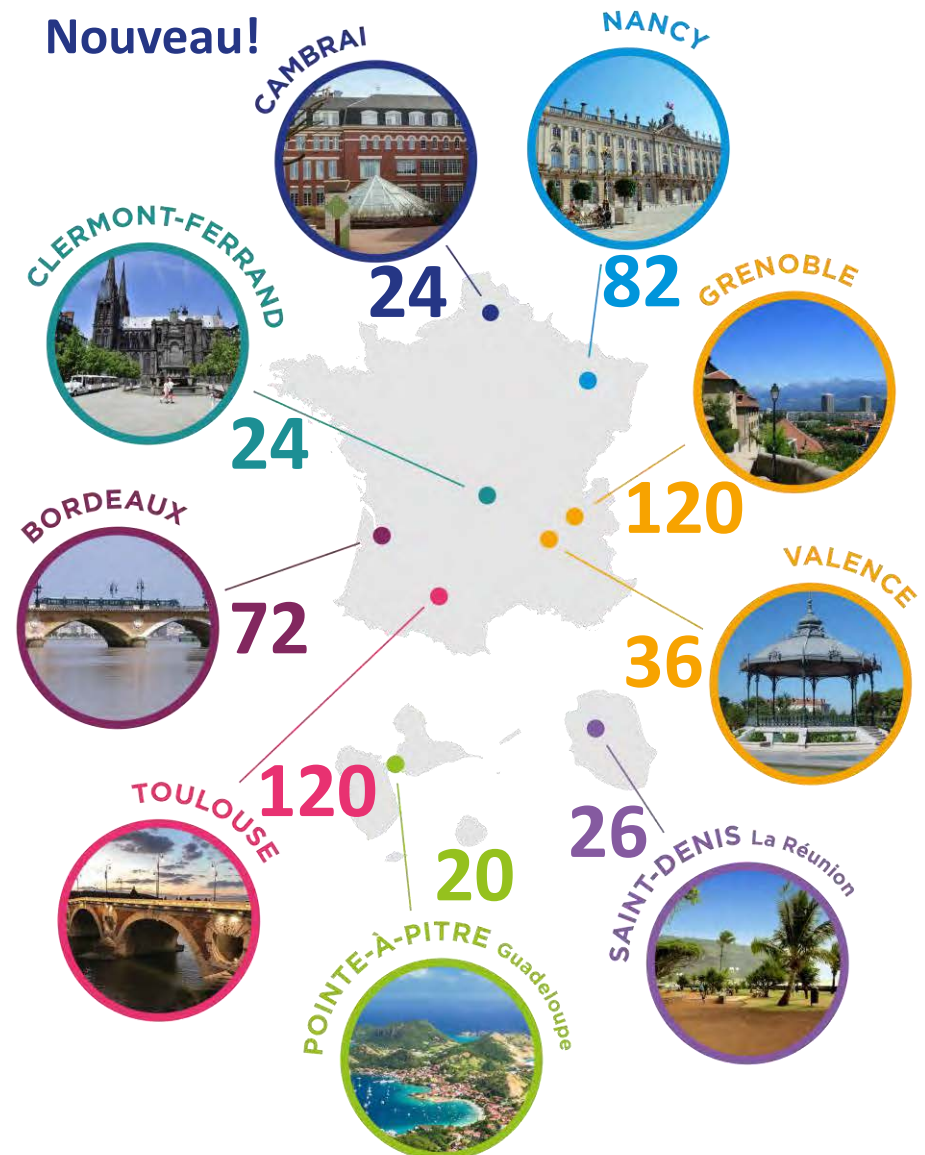 Nouveau!
CAMBRAI
24
NANCY
82
CLERMONT-FERRAND
24
GRENOBLE
120
BORDEAUX
72
VALENCE
36
TOULOUSE
120
POINTE-À-PITRE Guadeloupe
20
SAINT-DENIS La Réunion
26